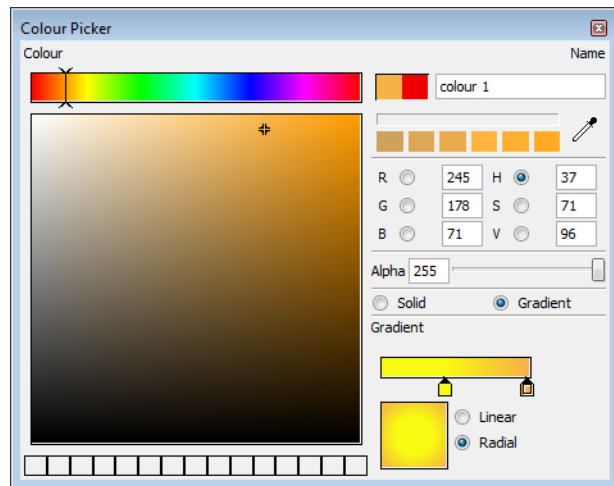 Colour Picker
Colour Name
colour 1
R 245 H 37
G 178 S 71
B 71 V 96
Alpha 255
Solid Gradient
Gradient
Linear
Radial